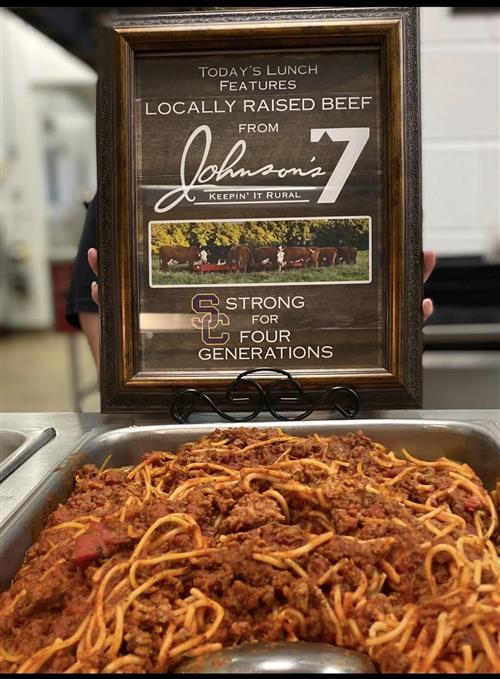 TODAY'S LUNCH
FEATURES
LOCALLY RAISED BEEF
FROM
Johnson's 7
KEEPIN' IT RURAL
SC STRONG
FOR
FOUR
GENERATIONS